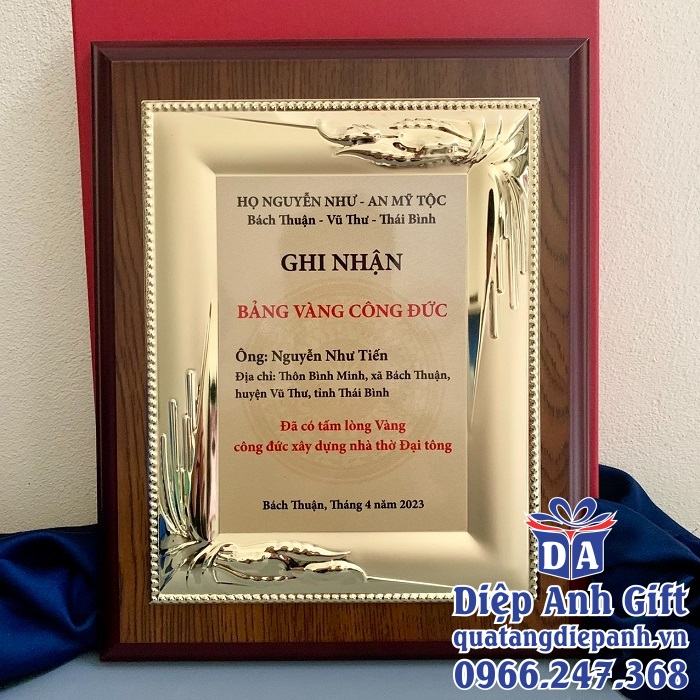 HỌ NGUYỄN NHƯ - AN MỸ TỘC
Bách Thuận - Vũ Thư - Thái Bình
GHI NHẬN
BẢNG VÀNG CÔNG ĐỨC
Ông: Nguyễn Như Tiến
Địa chỉ: Thôn Bình Minh, xã Bách Thuận,
huyện Vũ Thư, tỉnh Thái Bình
Đã có tấm lòng Vàng
công đức xây dựng nhà thờ Đại tông
Bách Thuận, Tháng 4 năm 2023
DA
Diệp Anh Gift
quatangdiepanh.vn
0966.247.368